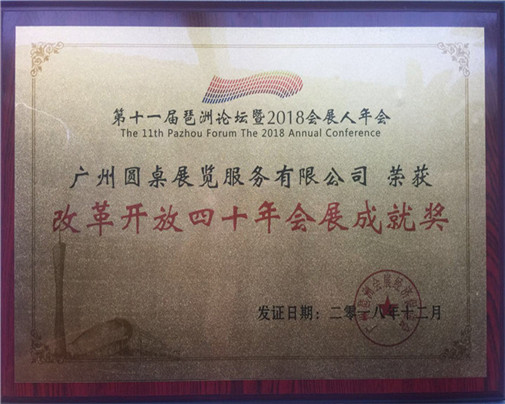 第十一届琶洲论坛暨2018会展人年会
The 11th Pazhou Forum The 2018 Annual Conference
广州圆桌展览服务有限公司 荣获
改革开放四十年会展成就奖
发证日期：二零一八年十二月